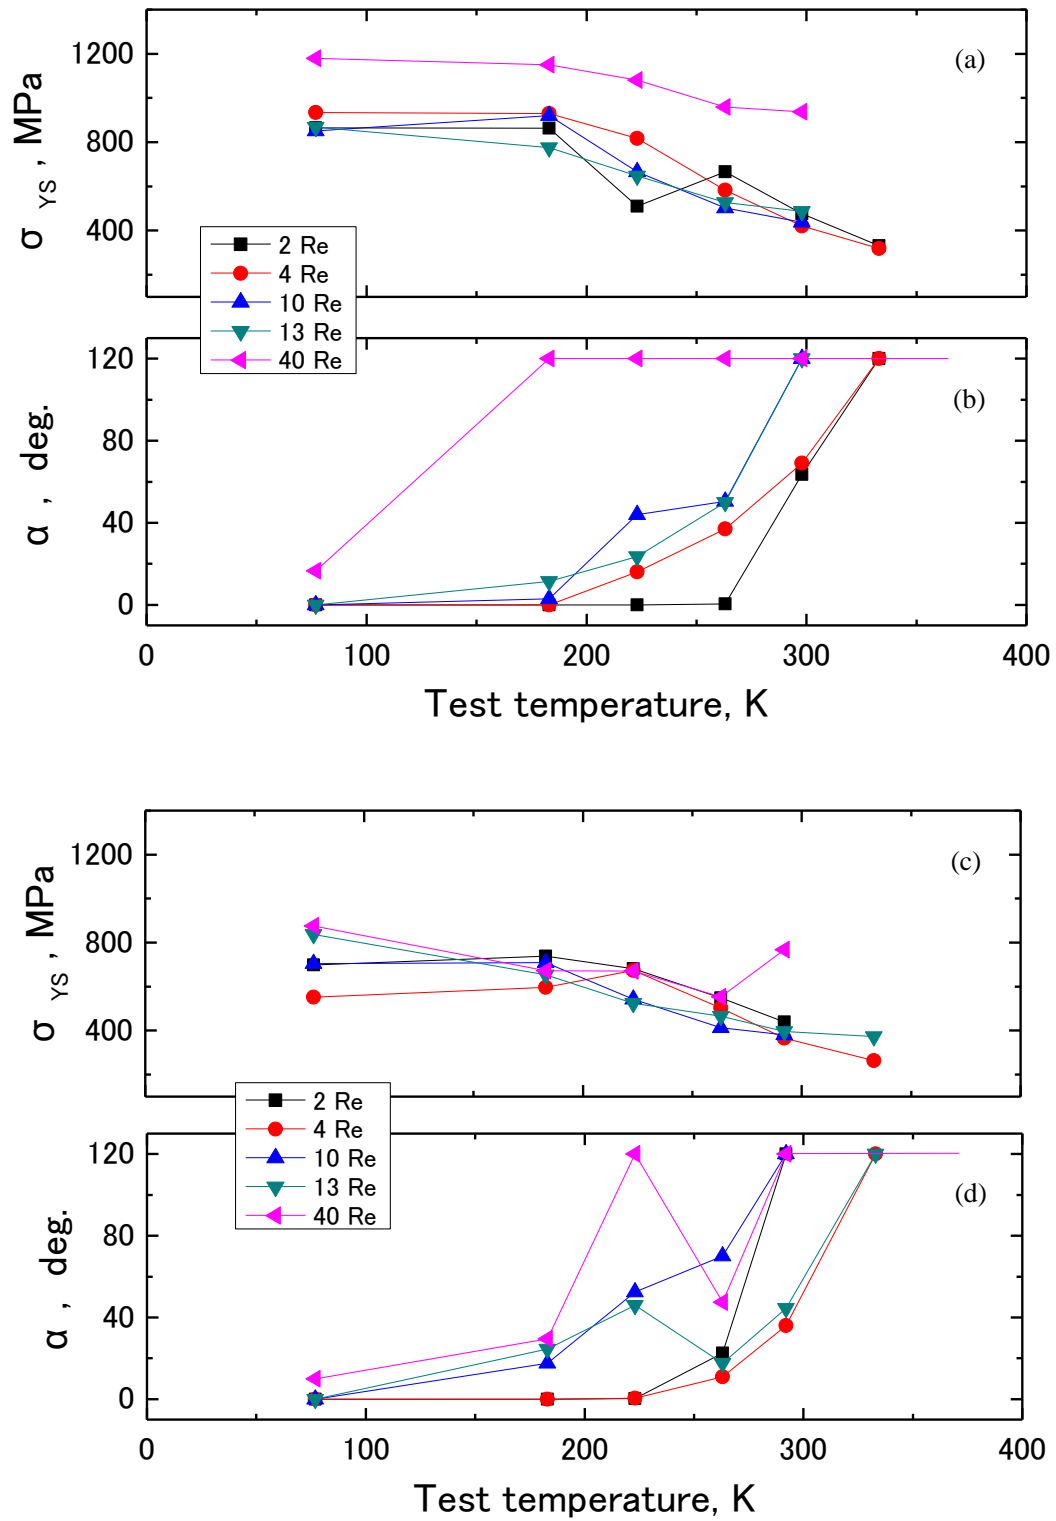 1200
800
400
σ YS , MPa
(a)
2 Re
4 Re
10 Re
13 Re
40 Re
120
80
40
0
α , deg.
(b)
0 100 200 300 400
Test temperature, K
1200
800
400
σ YS , MPa
(c)
2 Re
4 Re
10 Re
13 Re
40 Re
120
80
40
0
α , deg.
(d)
0 100 200 300 400
Test temperature, K